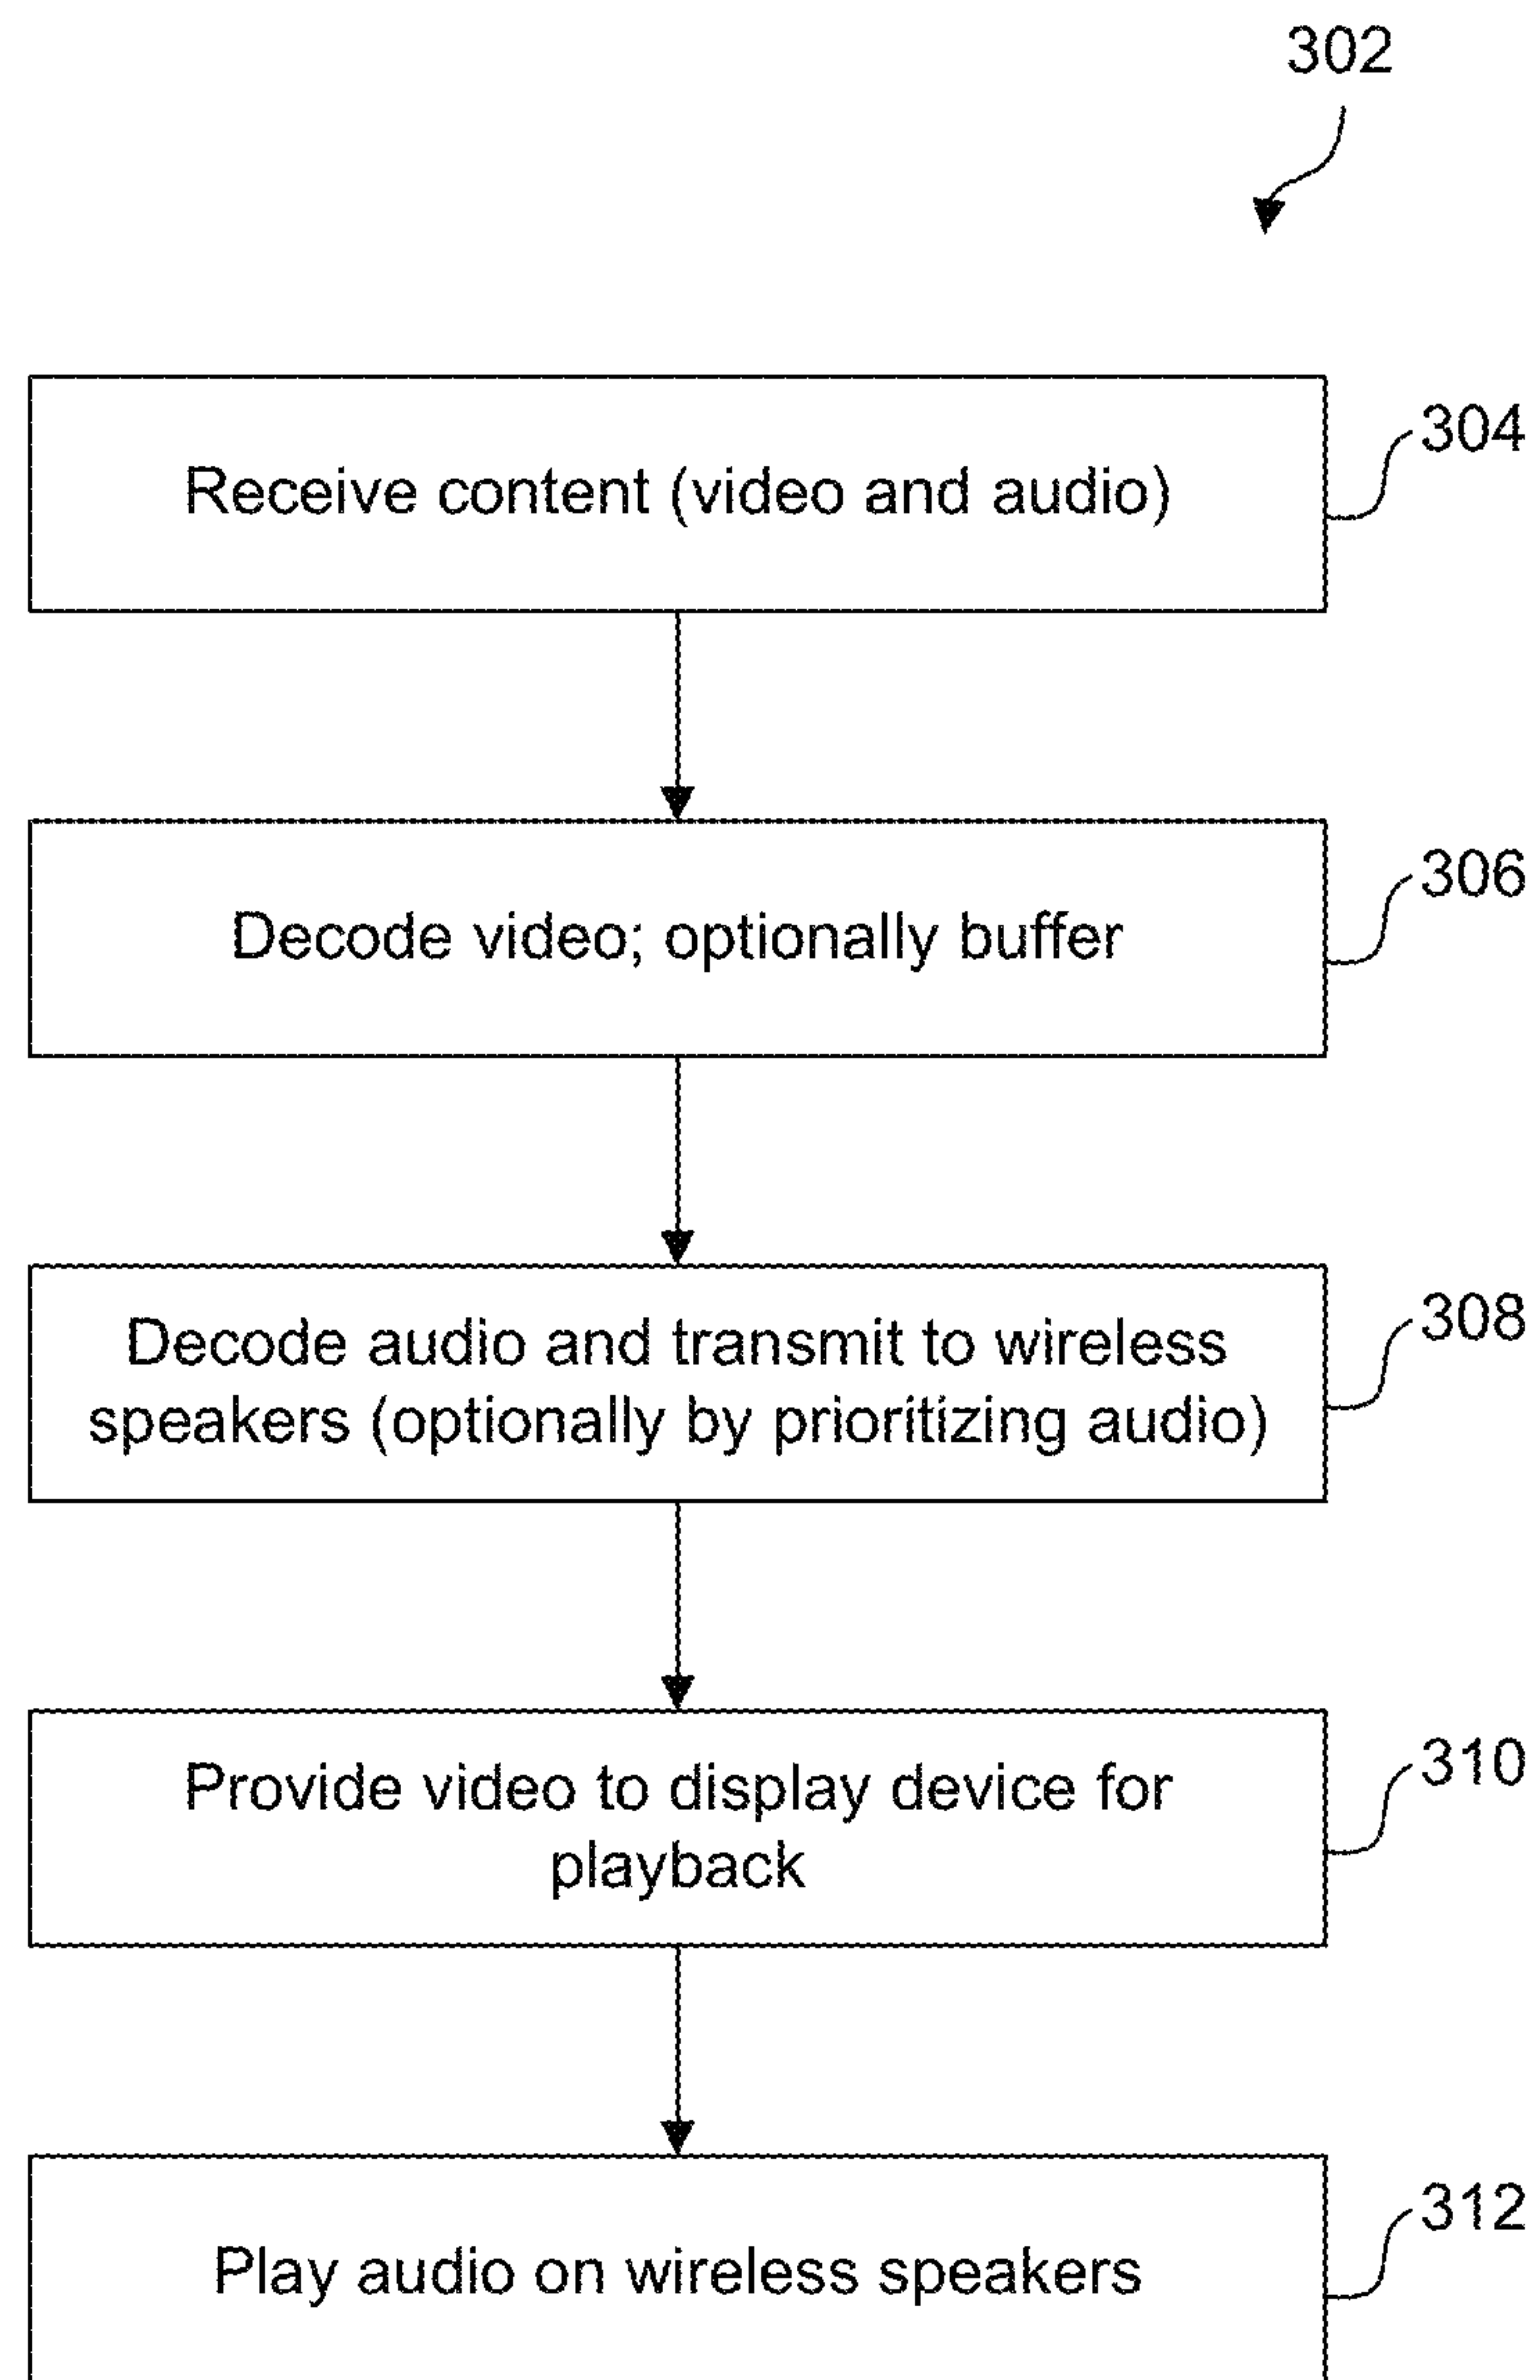 302
Receive content (video and audio)
304
Decode video; optionally buffer
306
Decode audio and transmit to wireless
speakers (optionally by prioritizing audio)
308
Provide video to display device for
playback
310
Play audio on wireless speakers
312